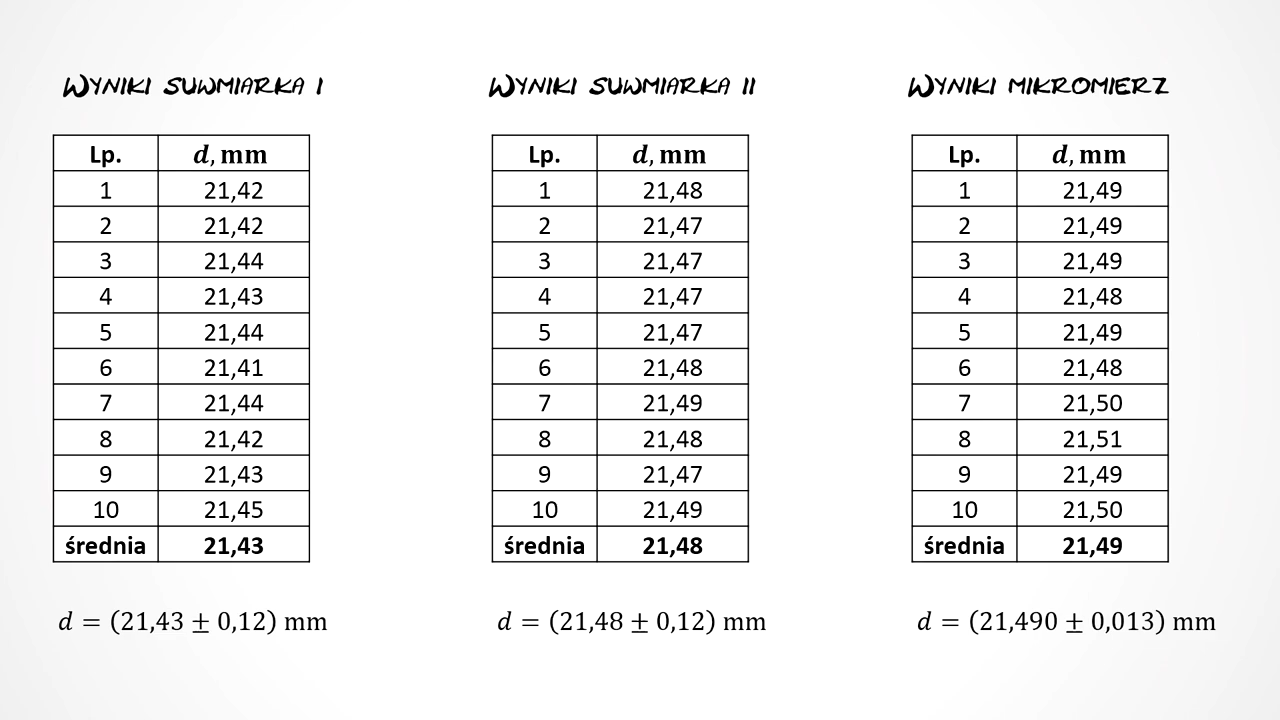 WYNIKI SUWMIARKA I
Lp. d, mm
1 21,42
2 21,42
3 21,44
4 21,43
5 21,44
6 21,41
7 21,44
8 21,42
9 21,43
10 21,45
średnia 21,43
d = (21,43 ± 0,12) mm
WYNIKI SUWMIARKA II
Lp. d, mm
1 21,48
2 21,47
3 21,47
4 21,47
5 21,47
6 21,48
7 21,49
8 21,48
9 21,47
10 21,49
średnia 21,48
d = (21,48 ± 0,12) mm
WYNIKI MIKROMIERZ
Lp. d, mm
1 21,49
2 21,49
3 21,49
4 21,48
5 21,49
6 21,48
7 21,50
8 21,51
9 21,49
10 21,50
średnia 21,49
d = (21,490 ± 0,013) mm